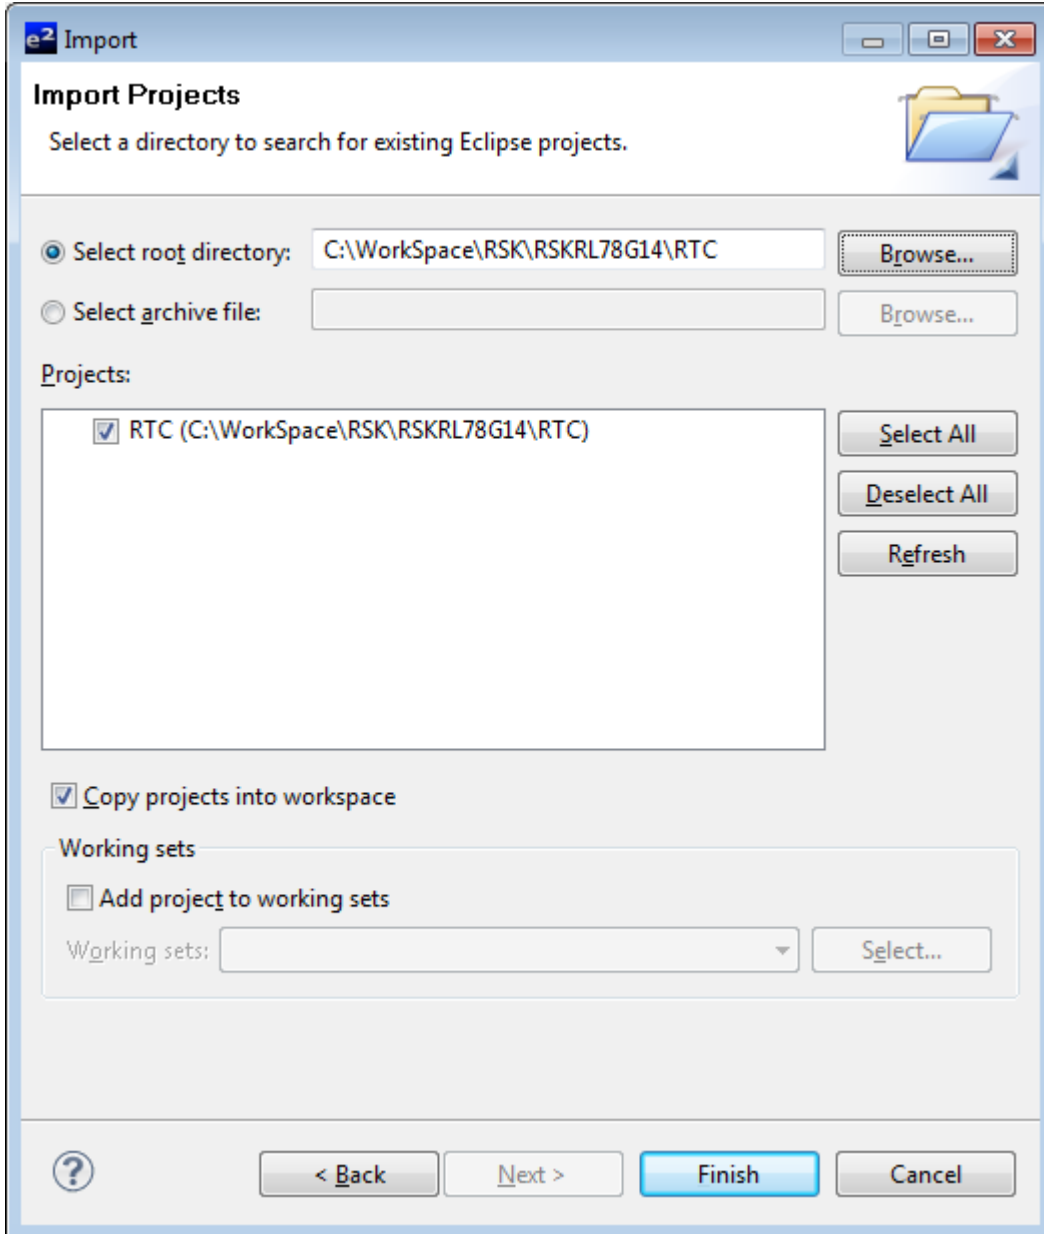 e² Import
Import Projects
Select a directory to search for existing Eclipse projects.
Select root directory: C:\WorkSpace\RSK\RSKRL78G14\RTC Browse...
Select archive file: Browse...
Projects:
RTC (C:\WorkSpace\RSK\RSKRL78G14\RTC)
Select All
Deselect All
Refresh
Copy projects into workspace
Working sets
Add project to working sets
Working sets: Select...
? < Back Next > Finish Cancel